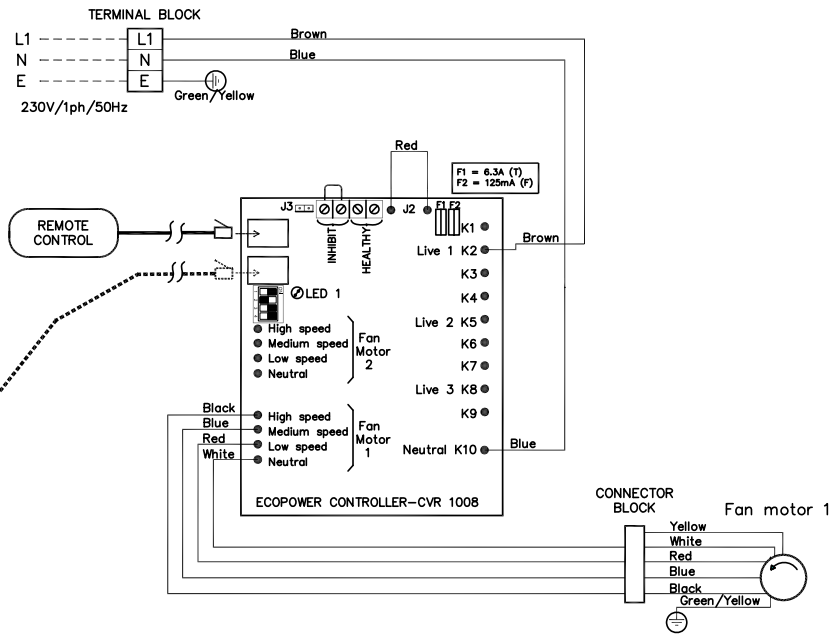 TERMINAL BLOCK
L1 L1 Brown
N N Blue
E E
Green/Yellow
230V/1ph/50Hz
Red
F1 = 6.3A (T)
F2 = 125mA (F)
J3 J2 F1 F2
INHIBIT
HEALTHY
REMOTE
CONTROL
K1
Live 1 K2 Brown
K3
K4
Live 2 K5
K6
K7
Live 3 K8
K9
Neutral K10 Blue
LED 1
High speed
Medium speed
Low speed
Neutral
Fan
Motor
2
Black
Blue
Red
White
High speed
Medium speed
Low speed
Neutral
Fan
Motor
1
ECOPOWER CONTROLLER-CVR 1008
CONNECTOR
BLOCK
Fan motor 1
Yellow
White
Red
Blue
Black
Green/Yellow